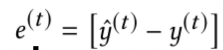 e^{(t)} = [ŷ^{(t)} − y^{(t)}]